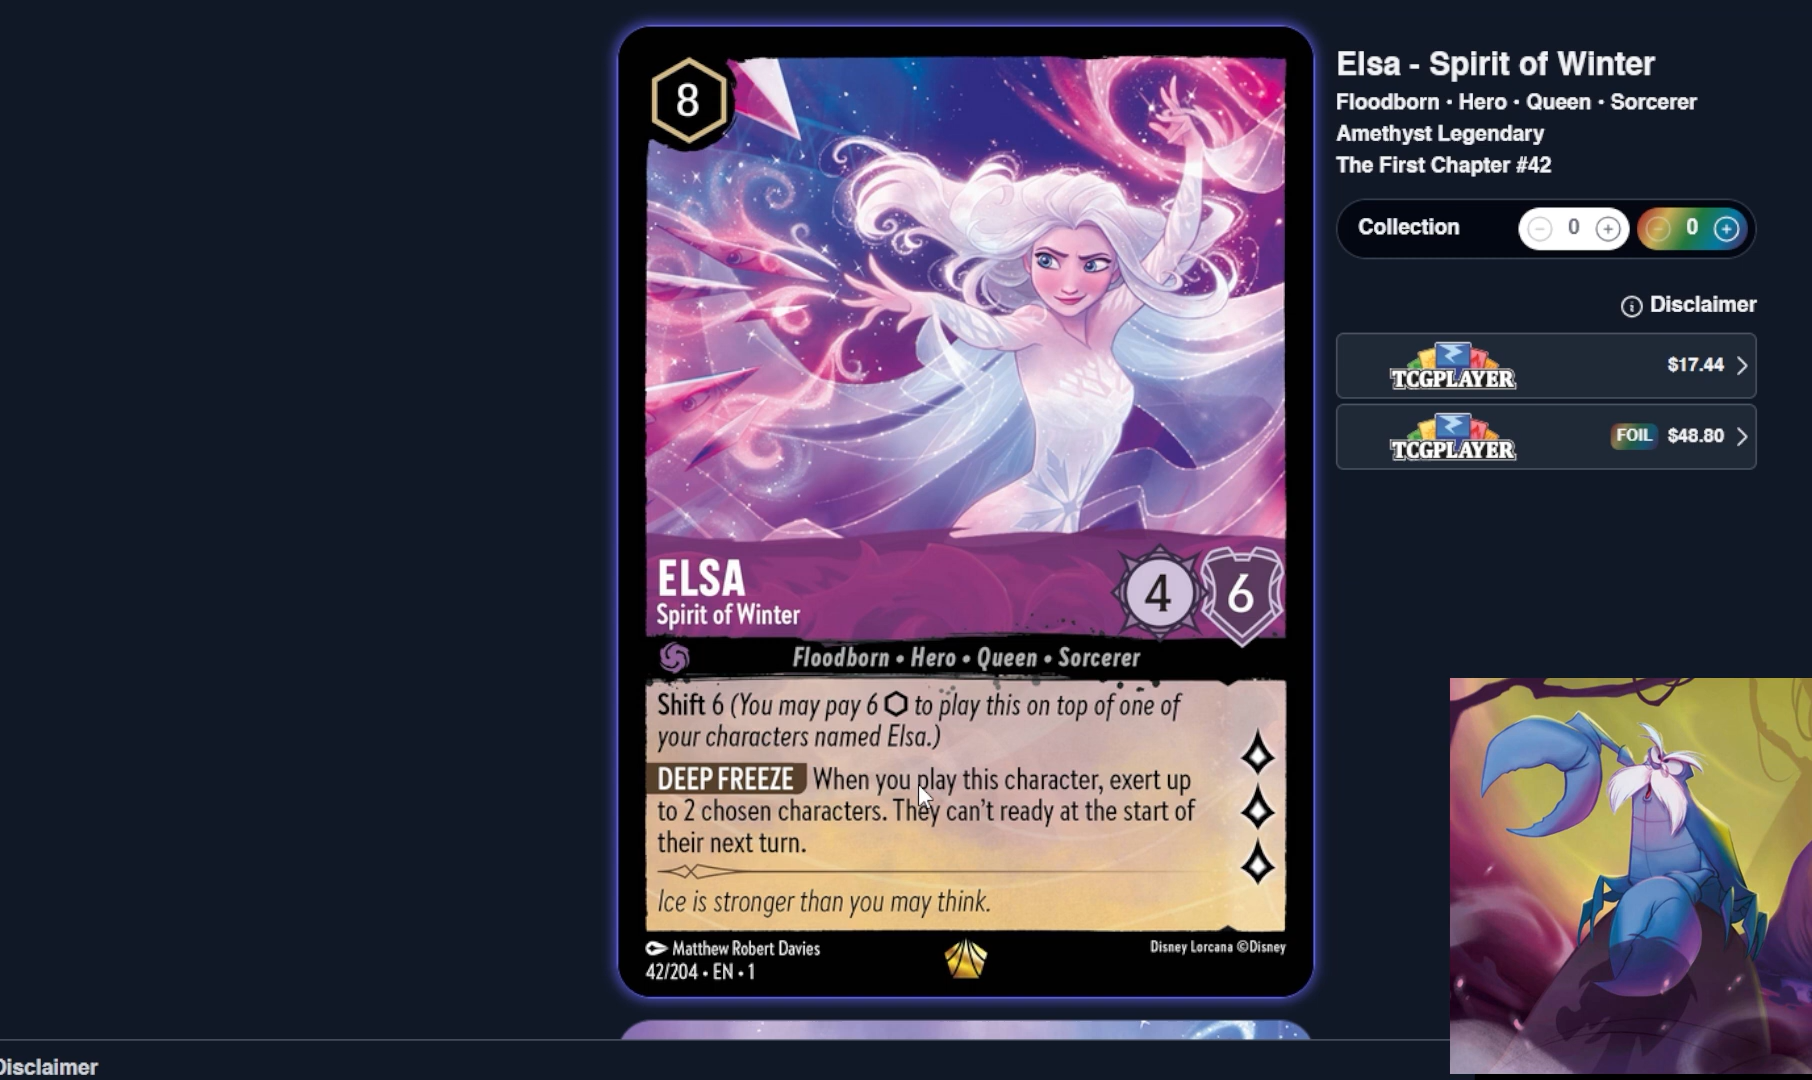 8
ELSA
Spirit of Winter
4
6
Floodborn • Hero • Queen • Sorcerer
Shift 6 (You may pay 6 ⬡ to play this on top of one of
your characters named Elsa.)
DEEP FREEZE When you play this character, exert up
to 2 chosen characters. They can't ready at the start of
their next turn.
Ice is stronger than you may think.
Matthew Robert Davies
42/204 • EN • 1
Disney Lorcana ©Disney
Elsa - Spirit of Winter
Floodborn • Hero • Queen • Sorcerer
Amethyst Legendary
The First Chapter #42
Collection 0 0
Disclaimer
TCGPLAYER $17.44
TCGPLAYER FOIL $48.80
Disclaimer